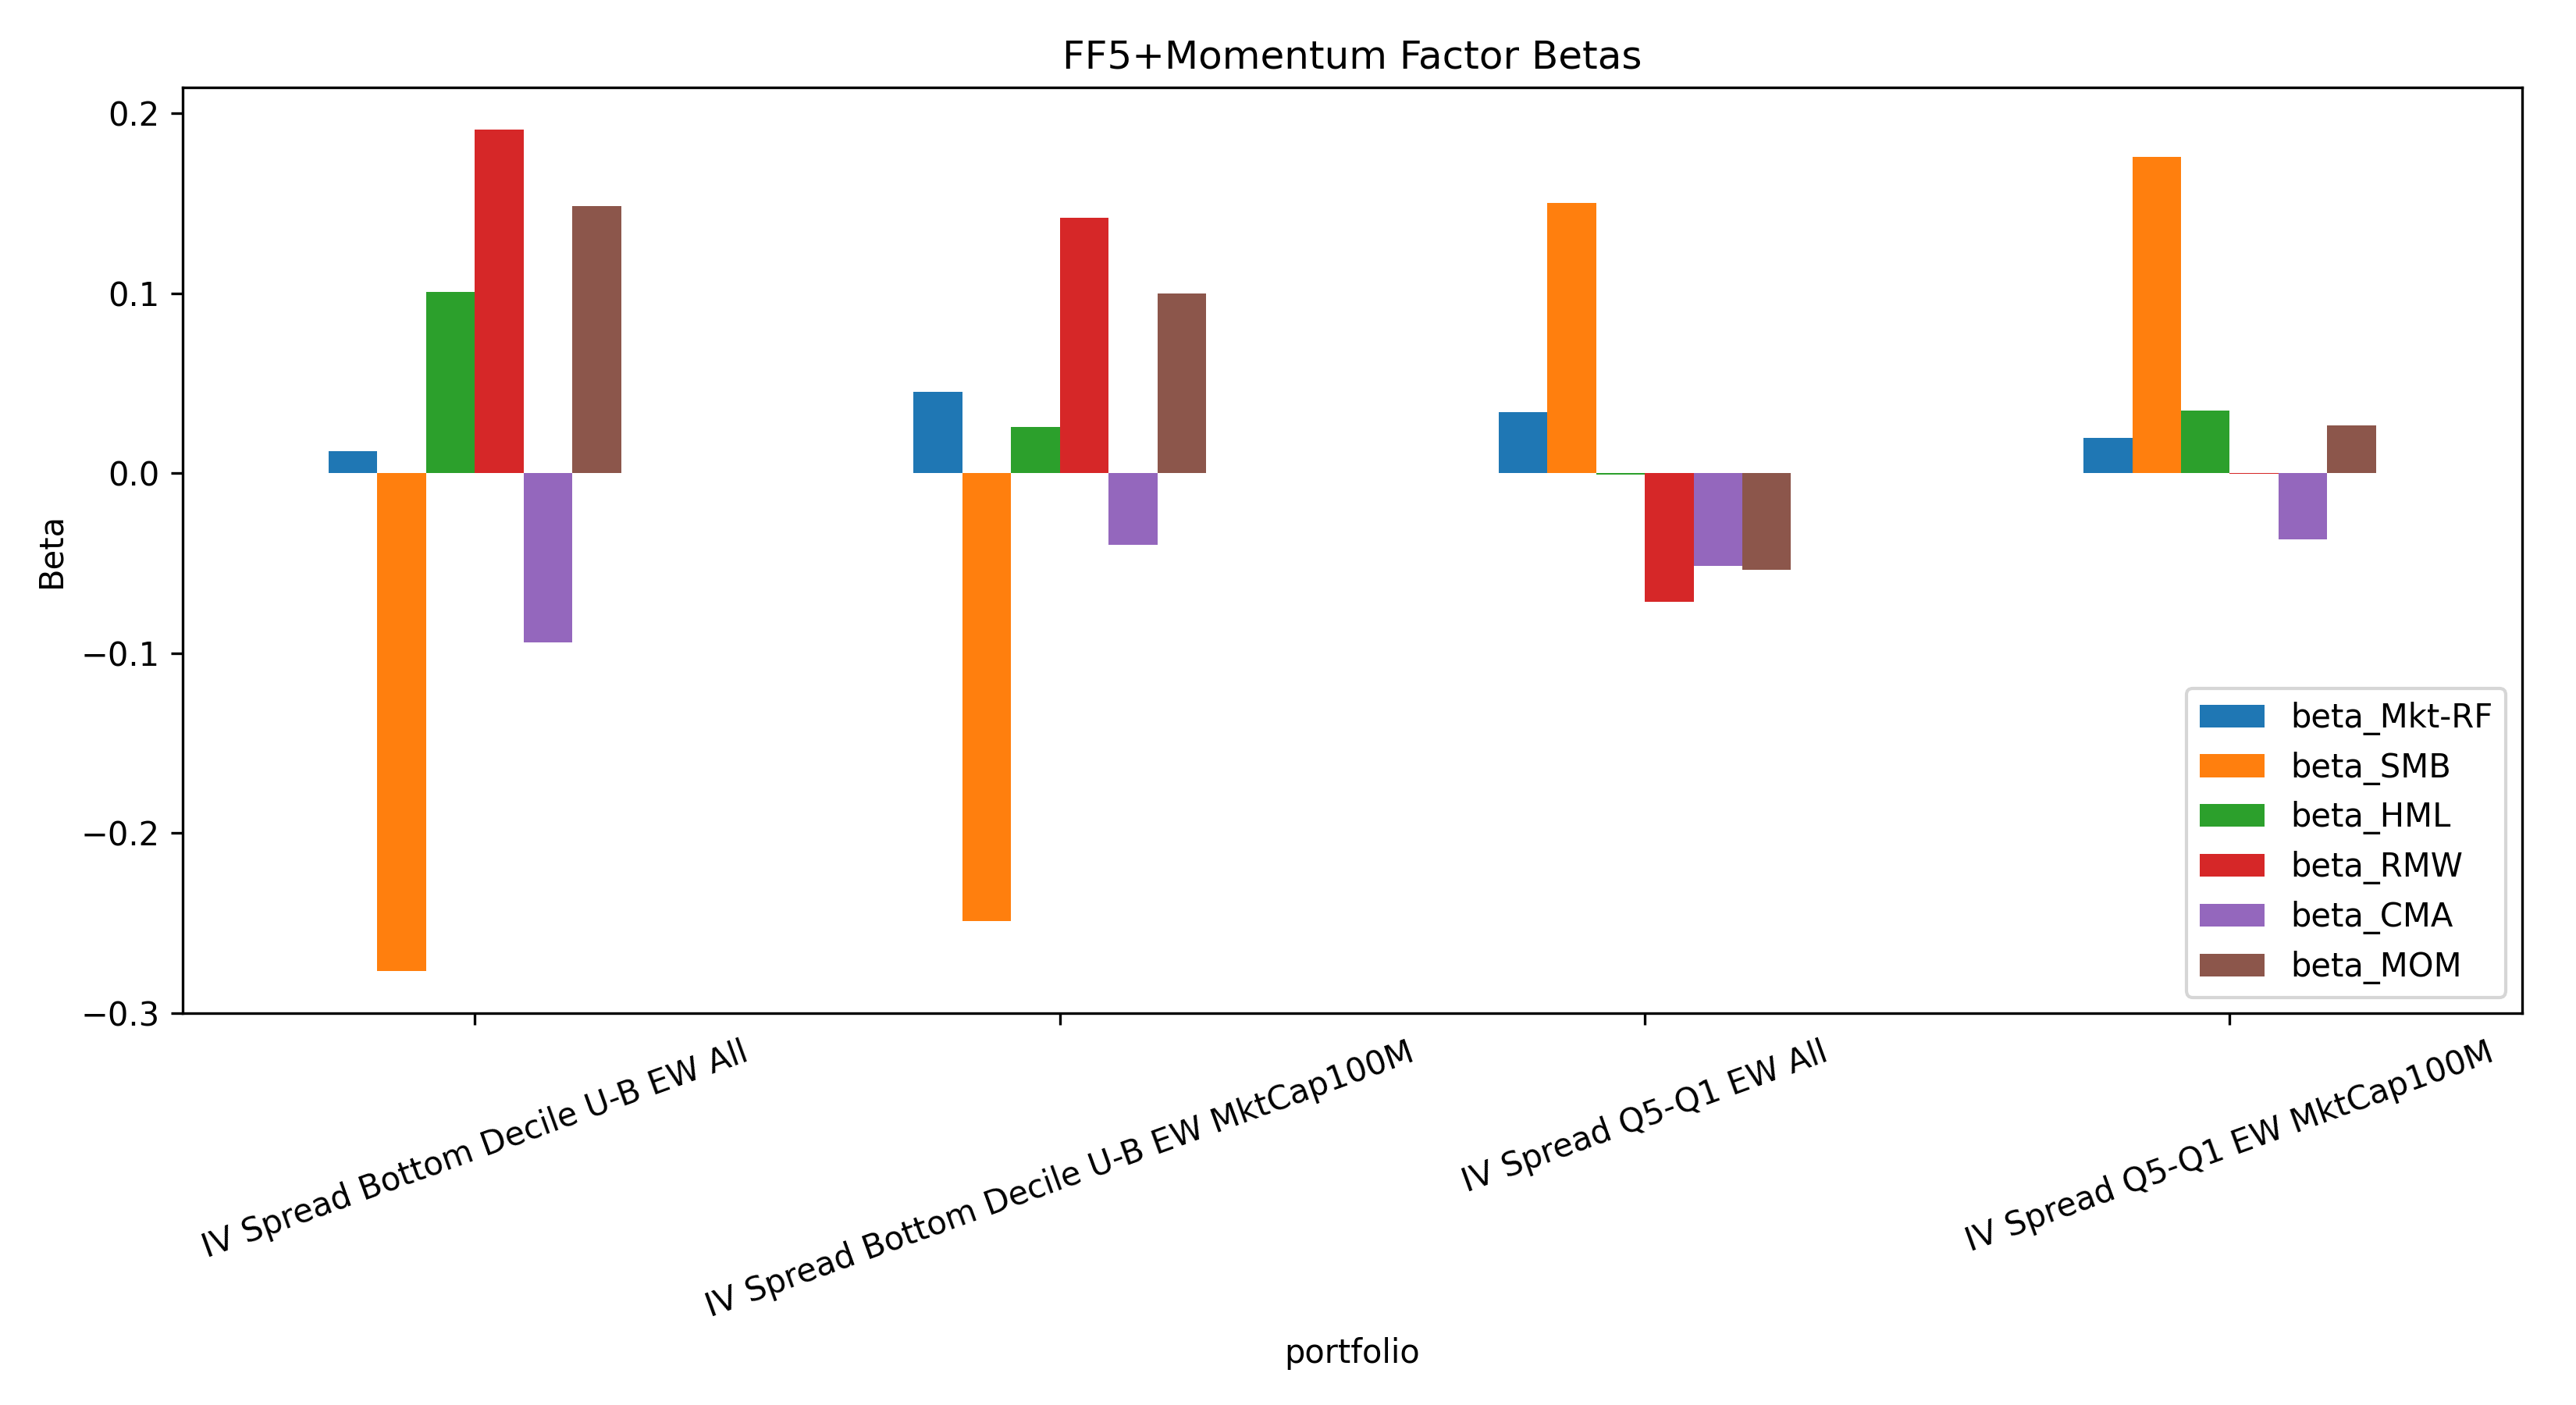 FF5+Momentum Factor Betas
0.2
0.1
0.0
−0.1
−0.2
−0.3
Beta
beta_Mkt-RF
beta_SMB
beta_HML
beta_RMW
beta_CMA
beta_MOM
IV Spread Bottom Decile U-B EW All
IV Spread Bottom Decile U-B EW MktCap100M
IV Spread Q5-Q1 EW All
IV Spread Q5-Q1 EW MktCap100M
portfolio